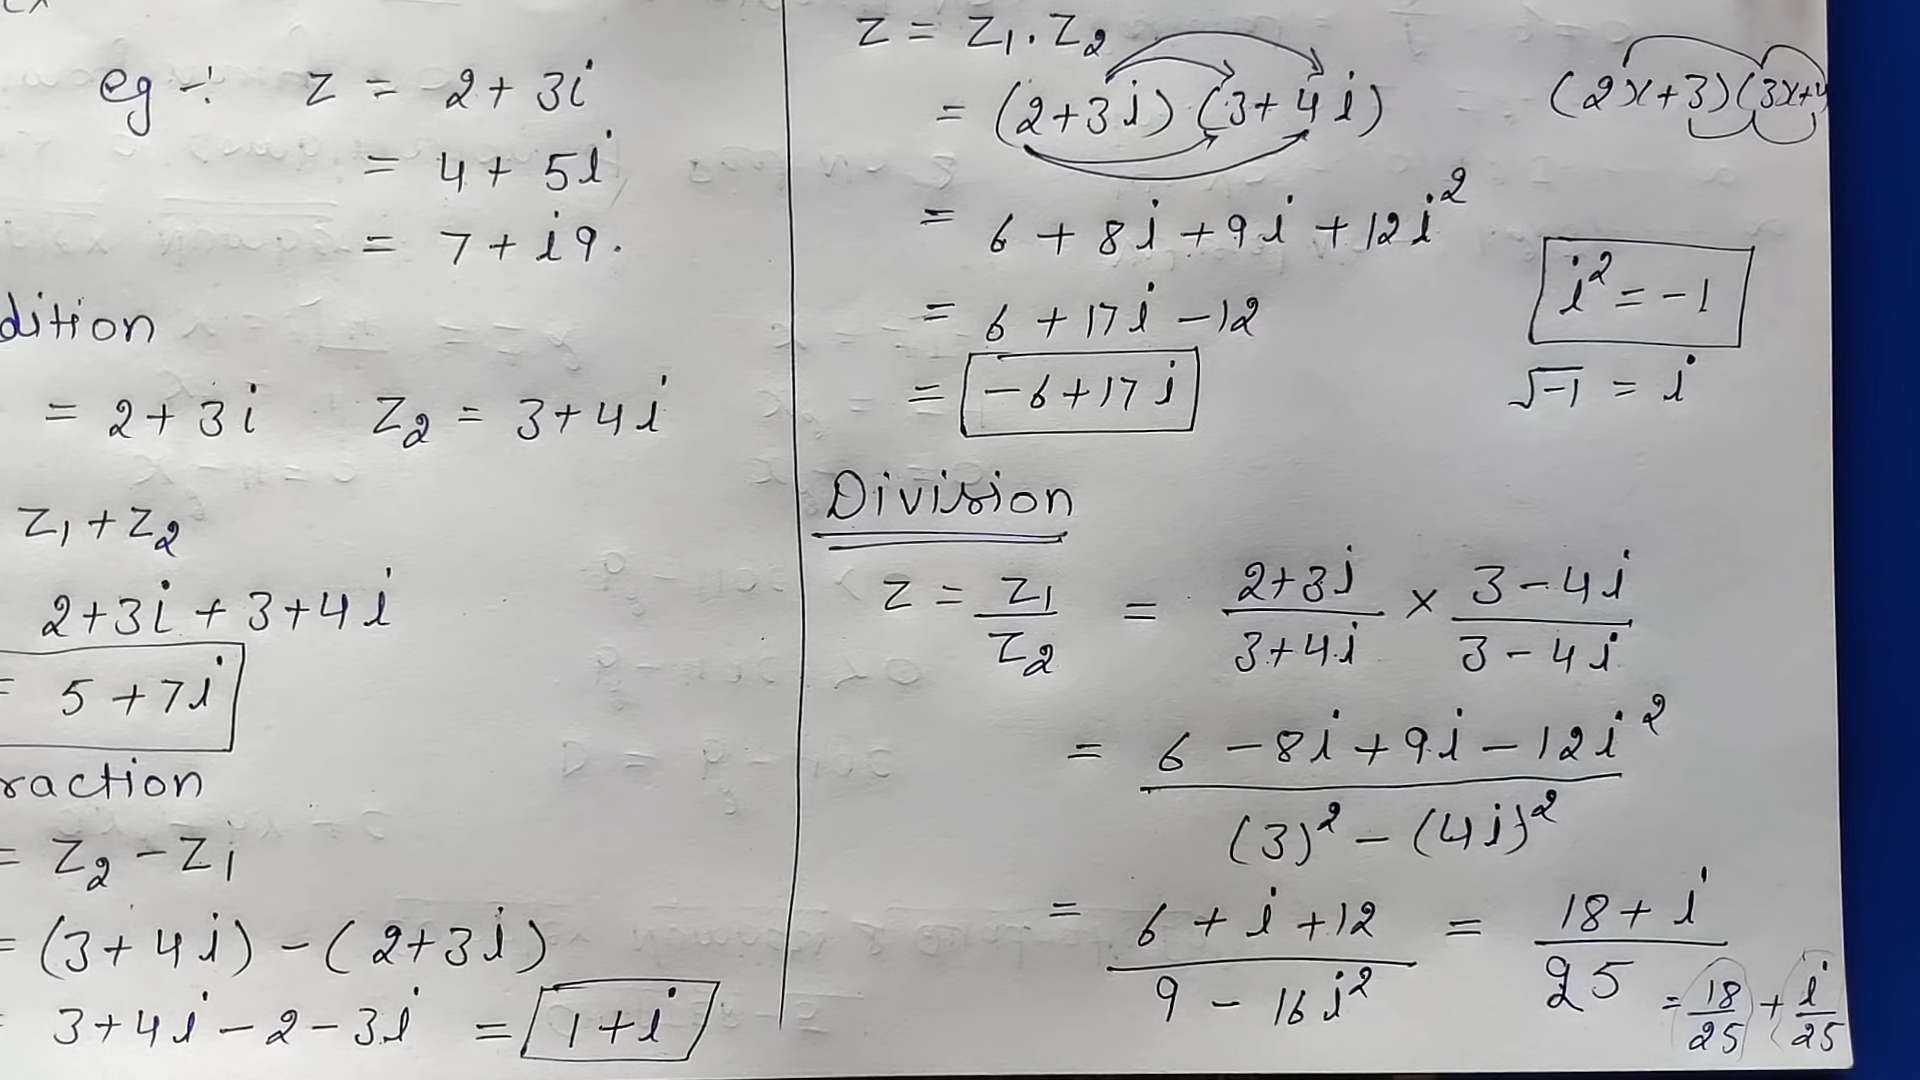 eg ÷ z = 2 + 3i
= 4 + 5i
= 7 + i9.
dition
= 2 + 3i z₂ = 3 + 4i
z₁ + z₂
2 + 3i + 3 + 4i
= 5 + 7i
raction
= z₂ − z₁
= (3 + 4i) − (2 + 3i)
3 + 4i − 2 − 3i = 1 + i
z = z₁ . z₂
= (2 + 3i) (3 + 4i)
(2x + 3) (3x + 4)
= 6 + 8i + 9i + 12i²
= 6 + 17i − 12
= −6 + 17i
i² = −1
√−1 = i
Division
z = z₁/z₂ = (2 + 3i)/(3 + 4i) × (3 − 4i)/(3 − 4i)
= (6 − 8i + 9i − 12i²)/((3)² − (4i)²)
= (6 + i + 12)/(9 − 16i²) = (18 + i)/25
= 18/25 + i/25